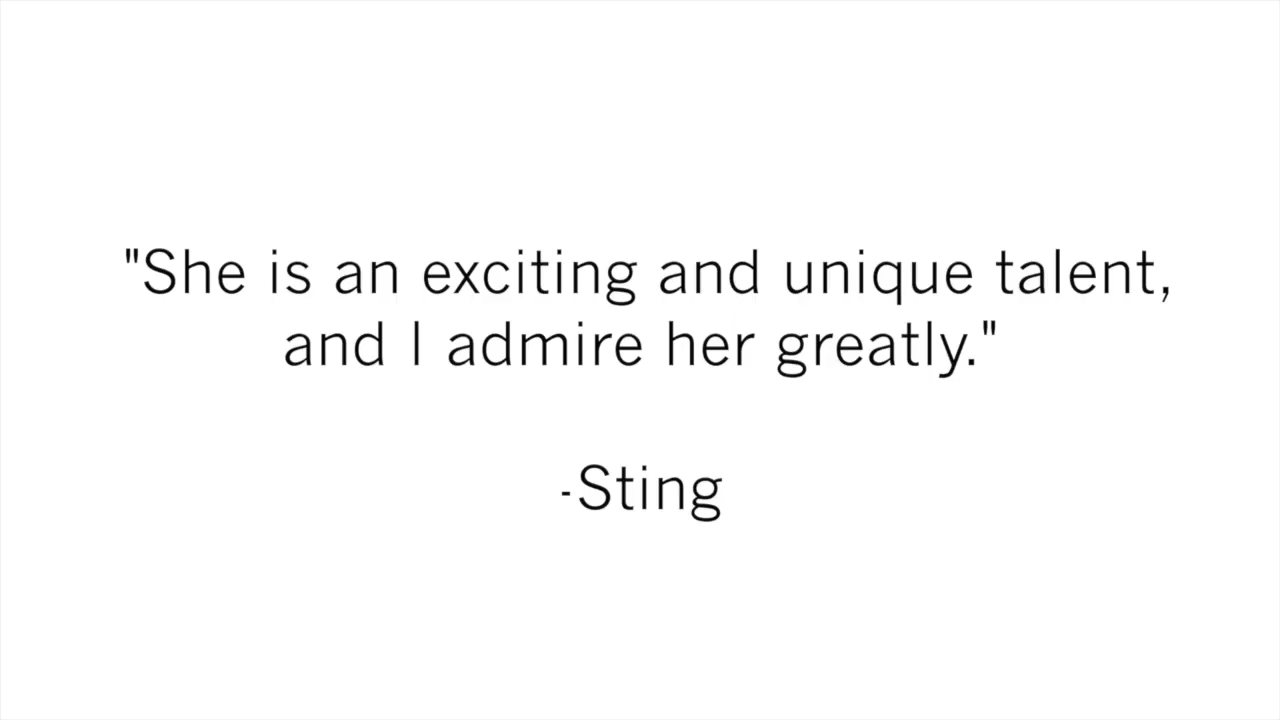 "She is an exciting and unique talent,
and I admire her greatly."
-Sting